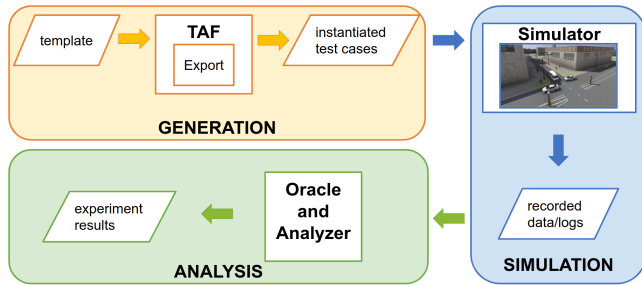 template
TAF
Export
instantiated
test cases
GENERATION
Simulator
recorded
data/logs
SIMULATION
Oracle
and
Analyzer
experiment
results
ANALYSIS